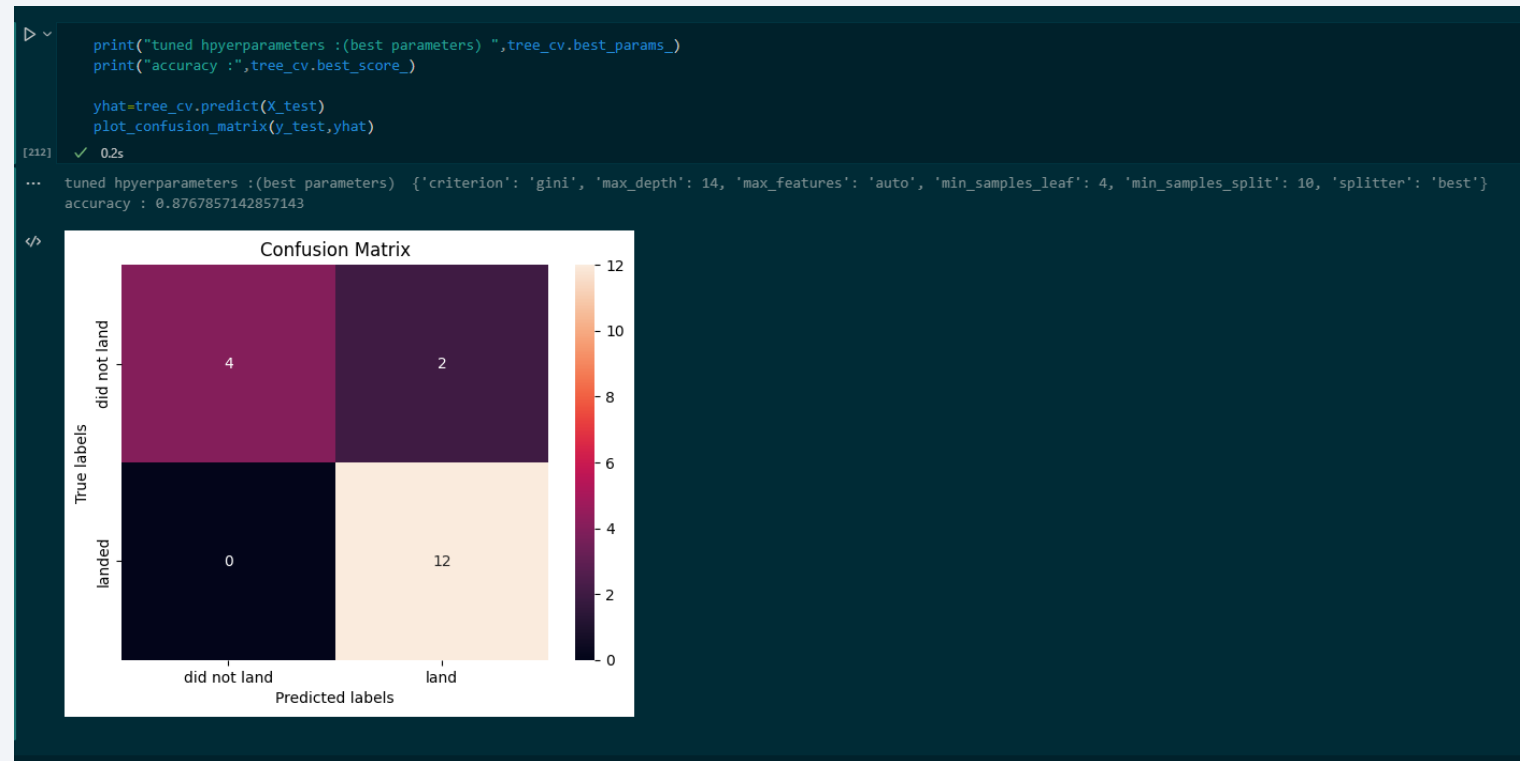 print("tuned hpyerparameters :(best parameters) ",tree_cv.best_params_)
print("accuracy :",tree_cv.best_score_)
yhat=tree_cv.predict(X_test)
plot_confusion_matrix(y_test,yhat)
[212] ✓ 0.2s
tuned hpyerparameters :(best parameters)  {'criterion': 'gini', 'max_depth': 14, 'max_features': 'auto', 'min_samples_leaf': 4, 'min_samples_split': 10, 'splitter': 'best'}
accuracy : 0.8767857142857143
Confusion Matrix
True labels
did not land
4
2
landed
0
12
did not land
land
Predicted labels
12
10
8
6
4
2
0